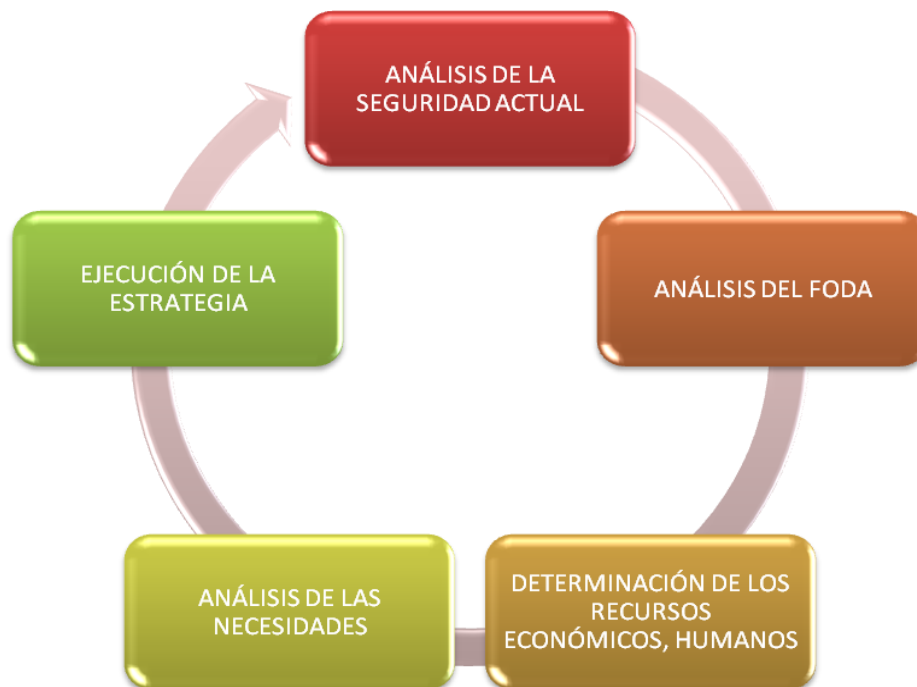 ANÁLISIS DE LA
SEGURIDAD ACTUAL
ANÁLISIS DEL FODA
DETERMINACIÓN DE LOS
RECURSOS
ECONÓMICOS, HUMANOS
ANÁLISIS DE LAS
NECESIDADES
EJECUCIÓN DE LA
ESTRATEGIA